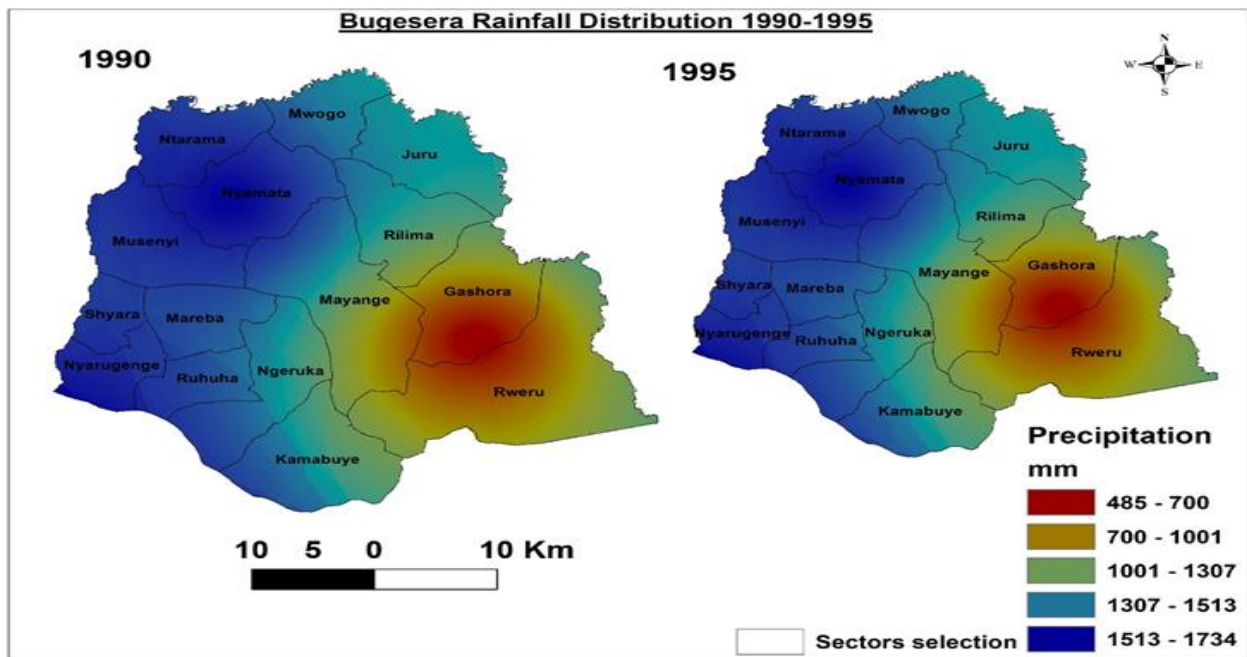 Bugesera Rainfall Distribution 1990-1995
1990
Mwogo
Ntarama
Juru
Nyamata
Rilima
Musenyi
Gashora
Mayange
Shyara
Mareba
Nyarugenge
Ruhuha
Ngeruka
Rweru
Kamabuye
10 5 0 10 Km
1995
N
W E
S
Mwogo
Ntarama
Juru
Nyamata
Rilima
Musenyi
Gashora
Mayange
Shyara
Mareba
Nyarugenge
Ruhuha
Ngeruka
Rweru
Kamabuye
Precipitation
mm
485 - 700
700 - 1001
1001 - 1307
1307 - 1513
1513 - 1734
Sectors selection